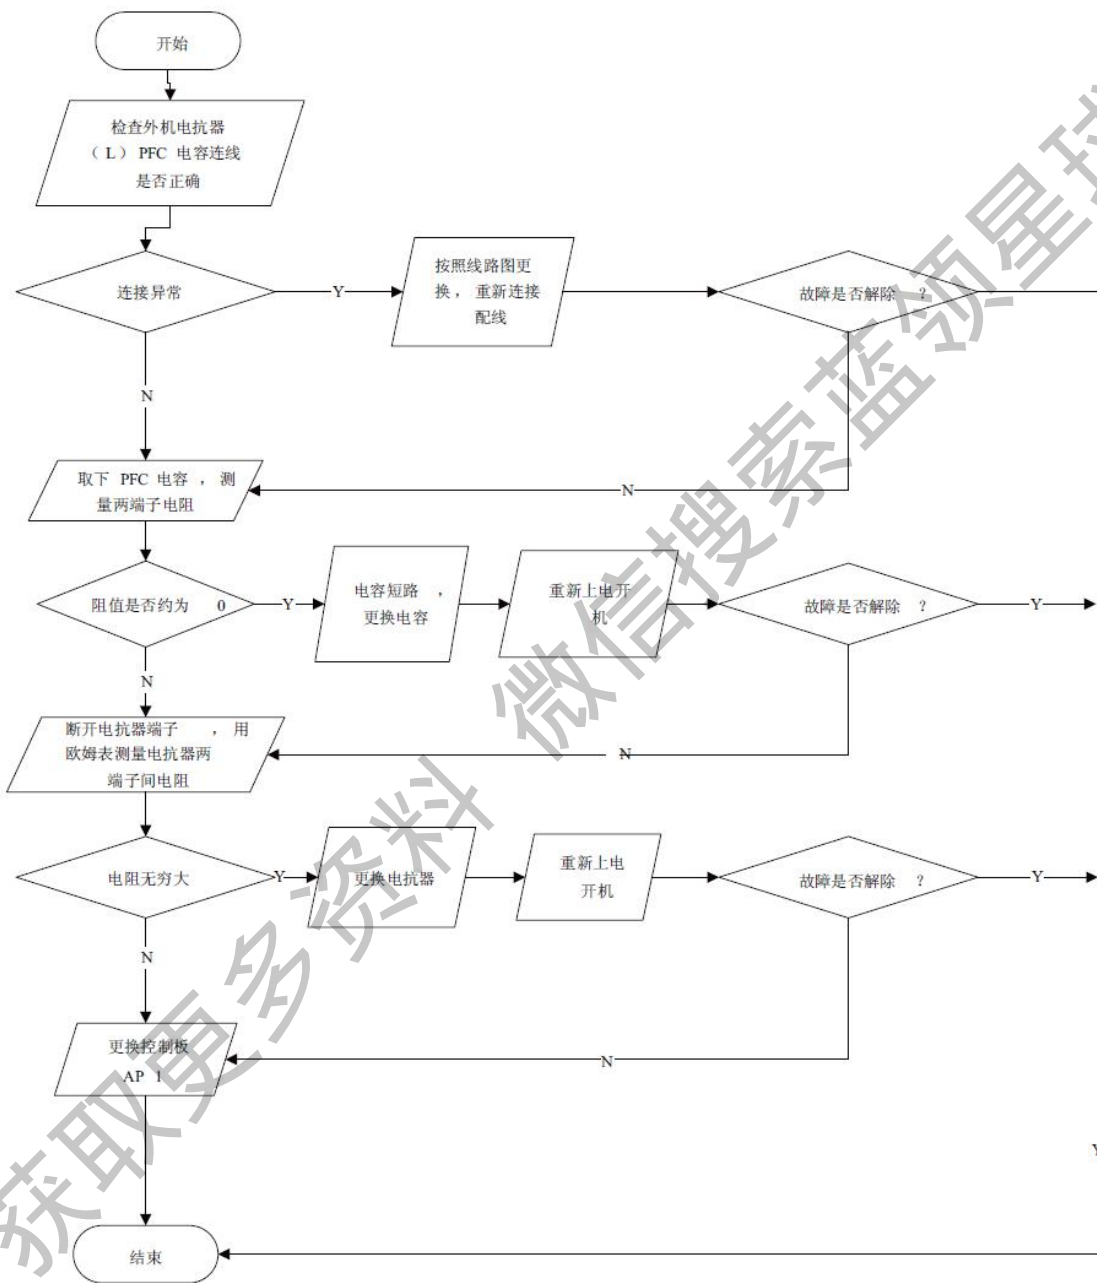 开始
检查外机电抗器
（ L ） PFC 电容连线
是否正确
连接异常
Y
按照线路图更
换 ， 重新连接
配线
故障是否解除 ？
N
取下 PFC 电容 ， 测
量两端子电阻
N
阻值是否约为 0
Y
电容短路 ，
更换电容
重新上电开
机
故障是否解除 ？
Y
N
断开电抗器端子 ， 用
欧姆表测量电抗器两
端子间电阻
N
电阻无穷大
Y
更换电抗器
重新上电
开机
故障是否解除 ？
Y
N
更换控制板
AP 1
N
Y
结束
获取更多资料 微信搜索蓝领星球